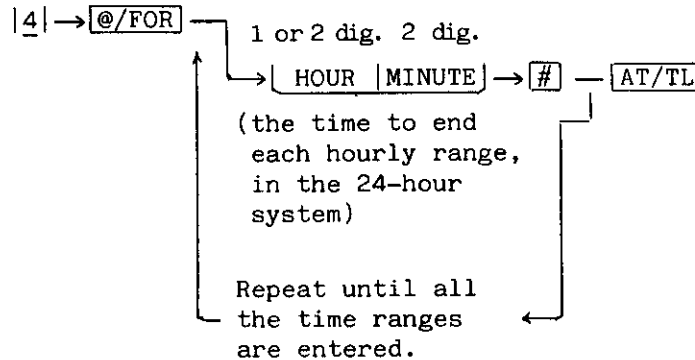 4 @/FOR
1 or 2 dig. 2 dig.
HOUR MINUTE # AT/TL
(the time to end
each hourly range,
in the 24-hour
system)
Repeat until all
the time ranges
are entered.